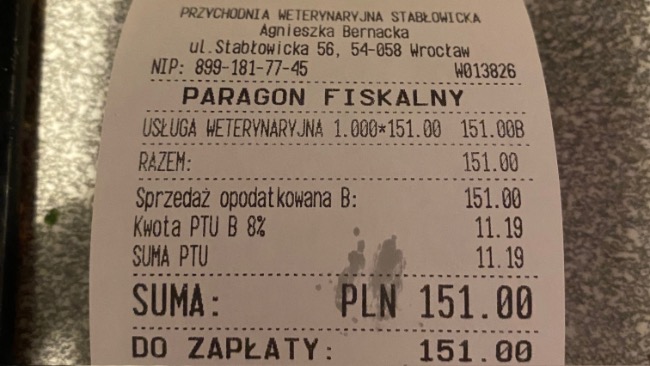 PRZYCHODNIA WETERYNARYJNA STABŁOWICKA
Agnieszka Bernacka
ul.Stabłowicka 56, 54-058 Wrocław
NIP: 899-181-77-45 W013826
PARAGON FISKALNY
USŁUGA WETERYNARYJNA 1.000*151.00 151.00B
RAZEM: 151.00
Sprzedaż opodatkowana B: 151.00
Kwota PTU B 8% 11.19
SUMA PTU 11.19
SUMA: PLN 151.00
DO ZAPŁATY: 151.00